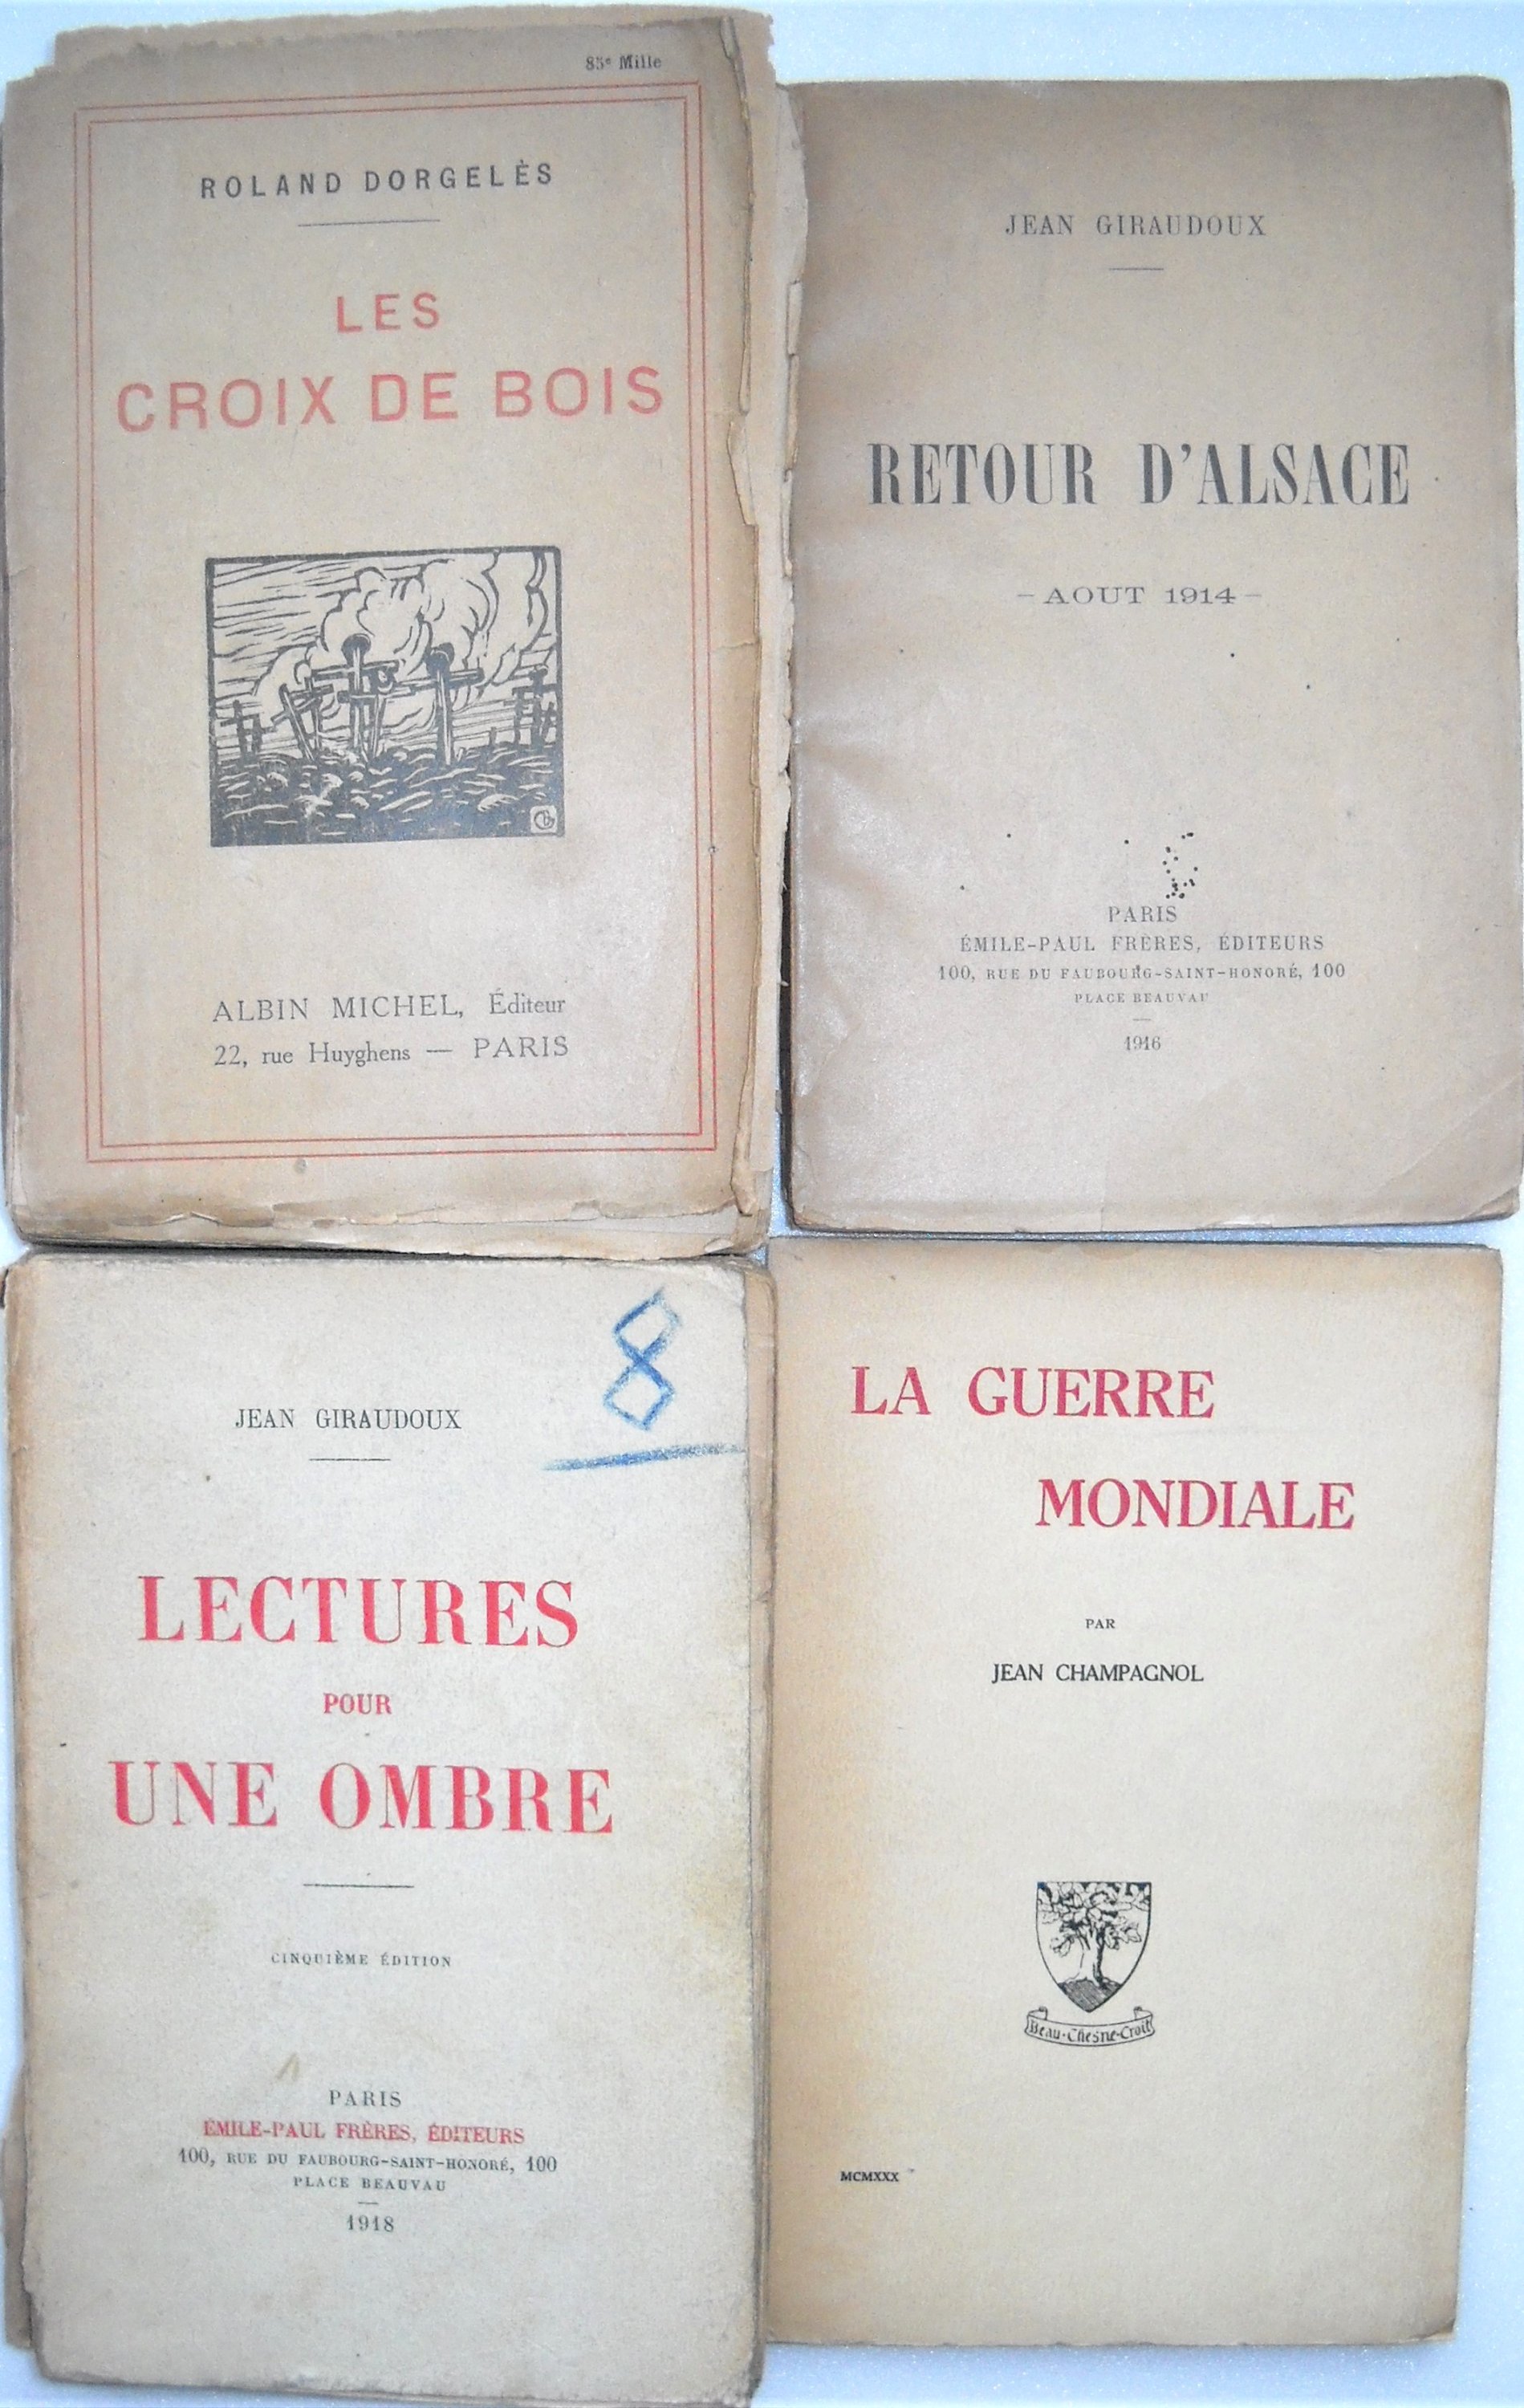 85e Mille
ROLAND DORGELÈS
LES
CROIX DE BOIS
ALBIN MICHEL, Éditeur
22, rue Huyghens — PARIS
JEAN GIRAUDOUX
RETOUR D'ALSACE
- AOUT 1914 -
PARIS
ÉMILE-PAUL FRÈRES, ÉDITEURS
100, RUE DU FAUBOURG-SAINT-HONORÉ, 100
PLACE BEAUVAU
1916
8
JEAN GIRAUDOUX
LECTURES
POUR
UNE OMBRE
CINQUIÈME ÉDITION
PARIS
ÉMILE-PAUL FRÈRES, ÉDITEURS
100, RUE DU FAUBOURG-SAINT-HONORÉ, 100
PLACE BEAUVAU
1918
LA GUERRE
MONDIALE
PAR
JEAN CHAMPAGNOL
Beau-Chesne-Croit
MCMXXX